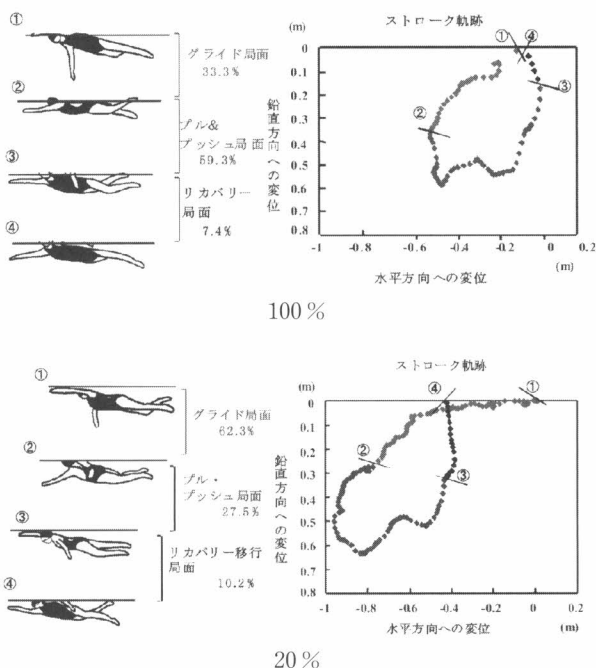 ①
グライド局面
33.3%
②
プル&
プッシュ局面
59.3%
③
リカバリー
局面
7.4%
④
ストローク軌跡
(m)
① ④
③
②
鉛直方向への変位
0
0.1
0.2
0.3
0.4
0.5
0.6
0.7
0.8
-1 -0.8 -0.6 -0.4 -0.2 0 0.2
(m)
水平方向への変位
100%
①
グライド局面
62.3%
②
プル・
プッシュ局面
27.5%
③
リカバリー移行
局面
10.2%
④
ストローク軌跡
(m)
④ ①
②
③
鉛直方向への変位
0
0.1
0.2
0.3
0.4
0.5
0.6
0.7
0.8
-1 -0.8 -0.6 -0.4 -0.2 0 0.2
水平方向への変位 (m)
20%